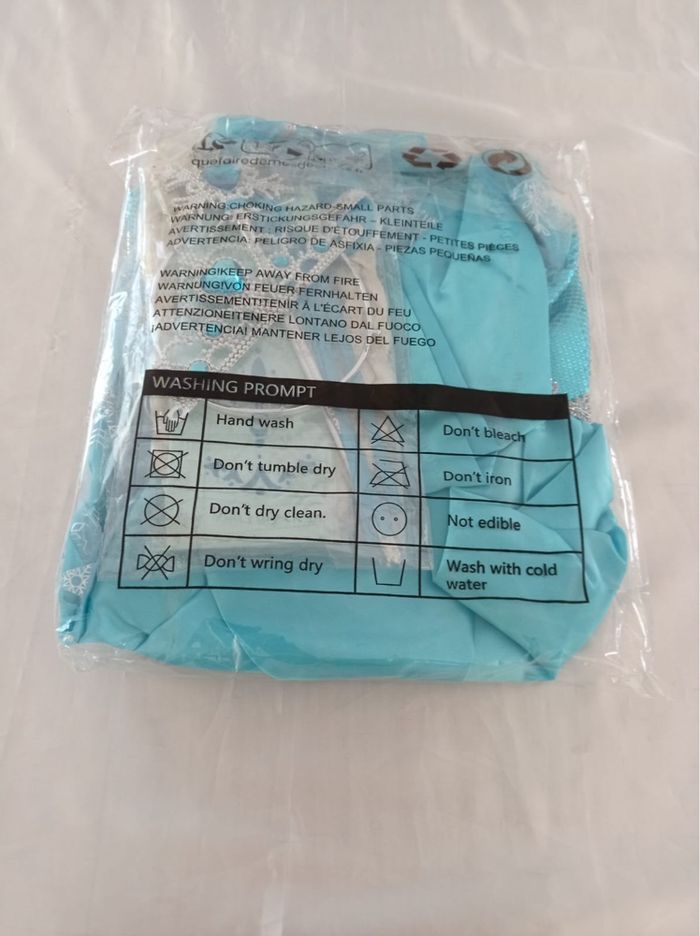 quefairedemesdechets
WARNING:CHOKING HAZARD-SMALL PARTS
WARNUNG: ERSTICKUNGSGEFAHR – KLEINTEILE
AVERTISSEMENT : RISQUE D'ÉTOUFFEMENT - PETITES PIÈCES
ADVERTENCIA: PELIGRO DE ASFIXIA - PIEZAS PEQUEÑAS
WARNING!KEEP AWAY FROM FIRE
WARNUNG!VON FEUER FERNHALTEN
AVERTISSEMENT!TENIR À L'ÉCART DU FEU
ATTENZIONE!TENERE LONTANO DAL FUOCO
¡ADVERTENCIA! MANTENER LEJOS DEL FUEGO
WASHING PROMPT
Hand wash
Don't bleach
Don't tumble dry
Don't iron
Don't dry clean.
Not edible
Don't wring dry
Wash with cold
water